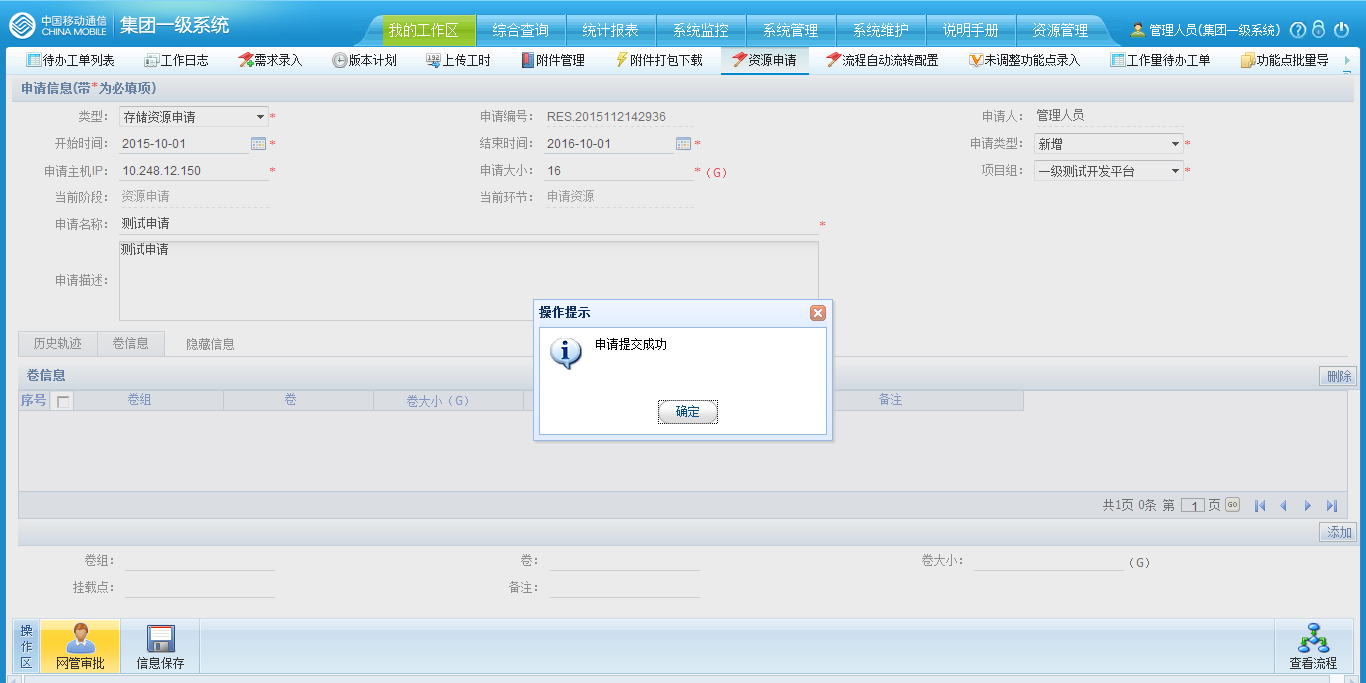 中国移动通信
CHINA MOBILE
集团一级系统
我的工作区 综合查询 统计报表 系统监控 系统管理 系统维护 说明手册 资源管理
管理人员(集团一级系统)
待办工单列表 工作日志 需求录入 版本计划 上传工时 附件管理 附件打包下载 资源申请 流程自动流转配置 未调整功能点录入 工作量待办工单 功能点批量导
申请信息(带*为必填项)
类型: 存储资源申请 * 申请编号: RES.2015112142936 申请人: 管理人员
开始时间: 2015-10-01 * 结束时间: 2016-10-01 * 申请类型: 新增 *
申请主机IP: 10.248.12.150 * 申请大小: 16 * (G) 项目组: 一级测试开发平台 *
当前阶段: 资源申请 当前环节: 申请资源
申请名称: 测试申请 *
测试申请
申请描述:
操作提示
申请提交成功
确定
历史轨迹 卷信息 隐藏信息
卷信息 删除
序号 卷组 卷 卷大小(G) 备注
共1页 0条 第 1 页 GO
添加
卷组: 卷: 卷大小: (G)
挂载点: 备注:
操作区
网管审批 信息保存 查看流程